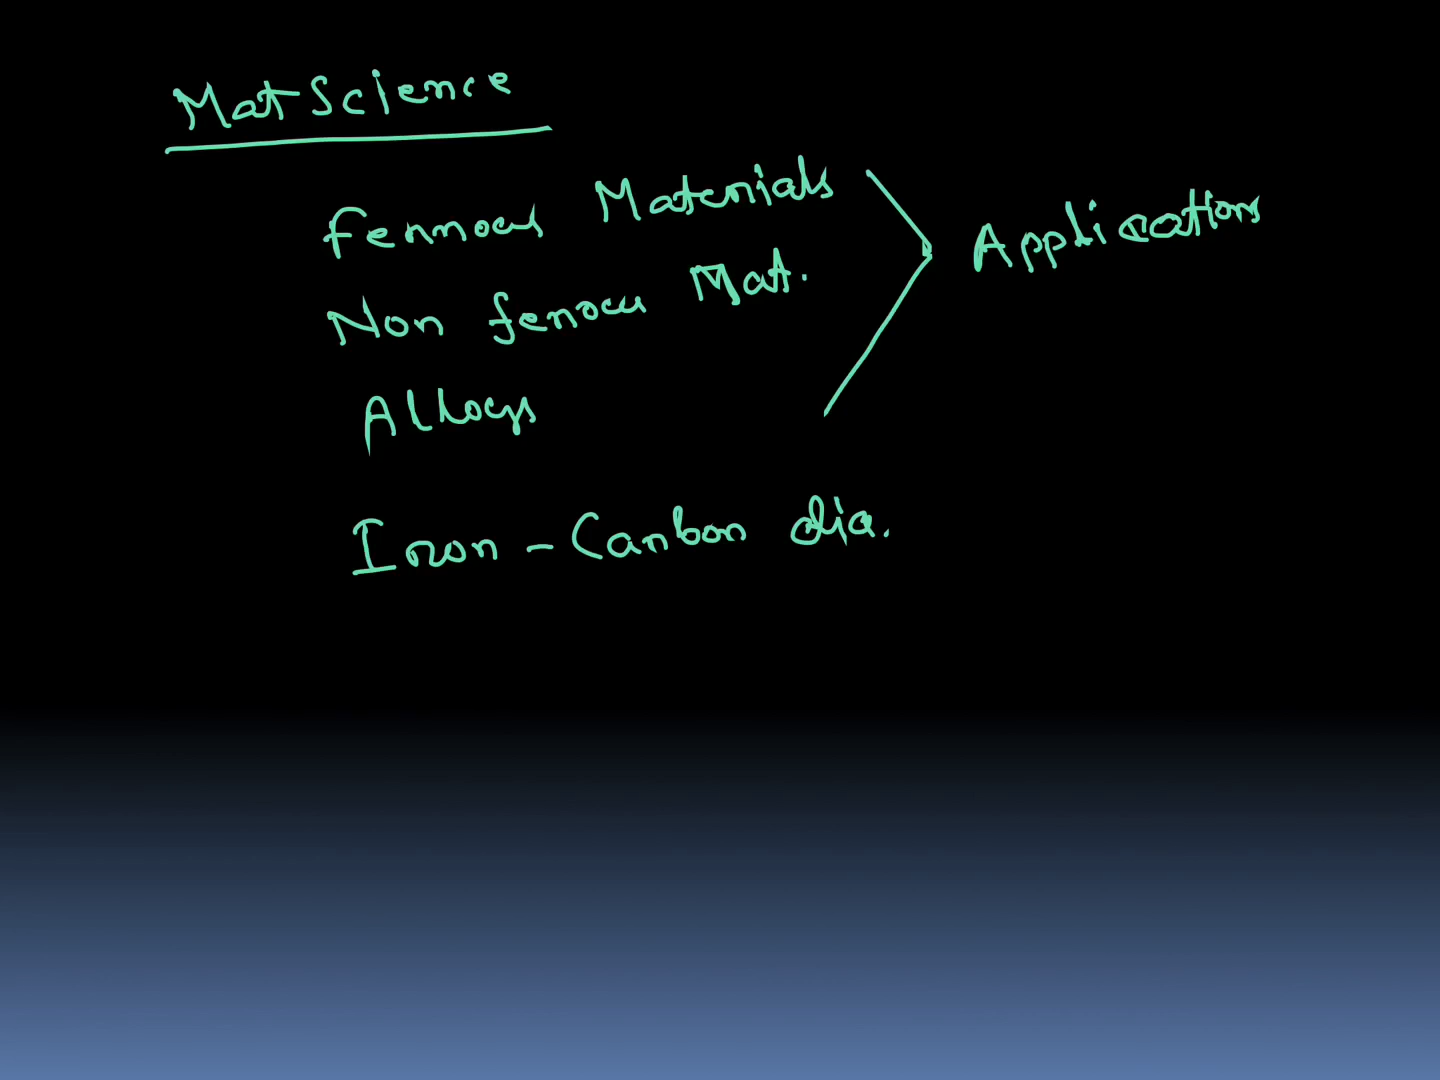 Mat Science
Ferrous Materials
Non ferrous Mat.
Alloys
Applications
Iron - Carbon dia.